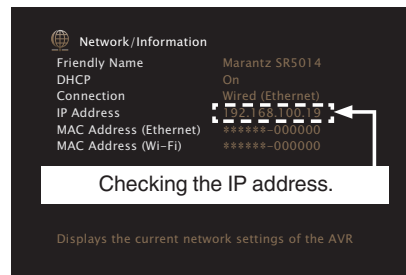 Network/Information
Friendly Name Marantz SR5014
DHCP On
Connection Wired (Ethernet)
IP Address 192.168.100.19
MAC Address (Ethernet) ******-000000
MAC Address (Wi-Fi) ******-000000
Checking the IP address.
Displays the current network settings of the AVR